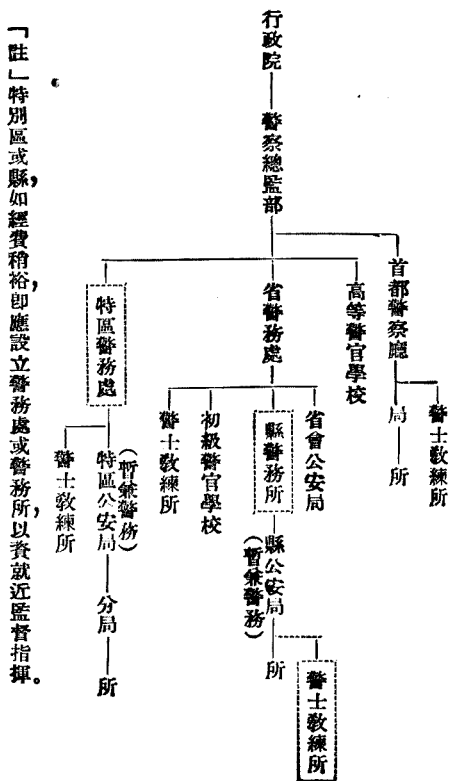 行政院
警察總監部
首都警察廳
警士敎練所
局
所
高等警官學校
省警務處
省會公安局
縣警務所
縣公安局
(暫兼警務)
所
警士敎練所
初級警官學校
警士敎練所
特區警務處
特區公安局
(暫兼警務)
分局
所
警士敎練所
「註」特別區或縣，如經費稍裕，卽應設立警務處或警務所，以資就近監督指揮。